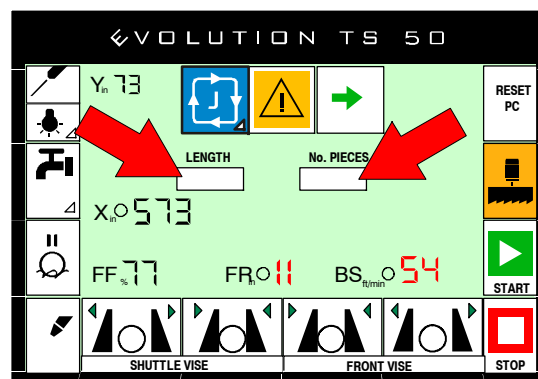 EVOLUTION TS 50
Yin 73
J
RESET
PC
LENGTH
No. PIECES
Xin 573
FF% 77
FRin 11
BSft/min 54
START
SHUTTLE VISE
FRONT VISE
STOP